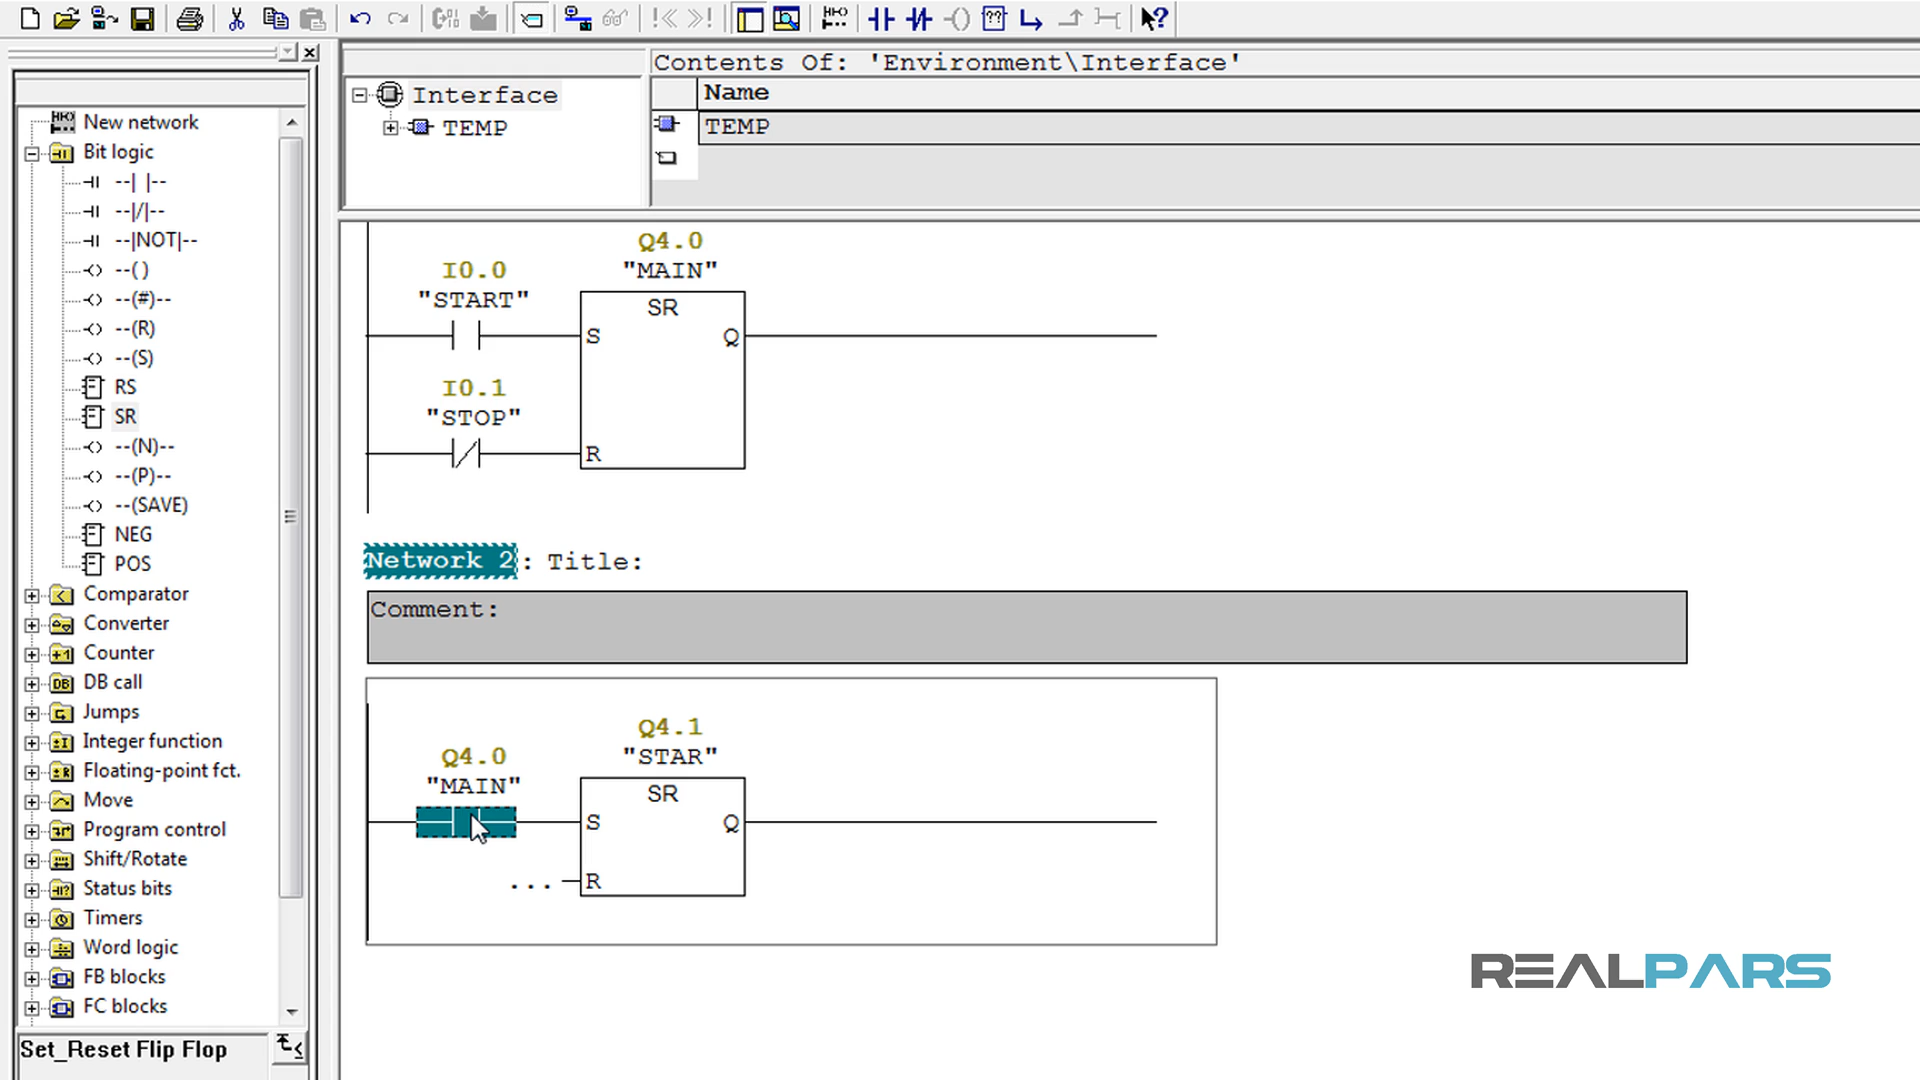 Contents Of: 'Environment\Interface'
Interface
TEMP
Name
TEMP
New network
Bit logic
--| |--
--|/|--
--|NOT|--
--( )
--(#)--
--(R)
--(S)
RS
SR
--(N)--
--(P)--
--(SAVE)
NEG
POS
Comparator
Converter
Counter
DB call
Jumps
Integer function
Floating-point fct.
Move
Program control
Shift/Rotate
Status bits
Timers
Word logic
FB blocks
FC blocks
Set_Reset Flip Flop
Q4.0
"MAIN"
I0.0
"START"
SR
S
Q
I0.1
"STOP"
R
Network 2: Title:
Comment:
Q4.1
"STAR"
Q4.0
"MAIN"
SR
S
Q
... R
REALPARS